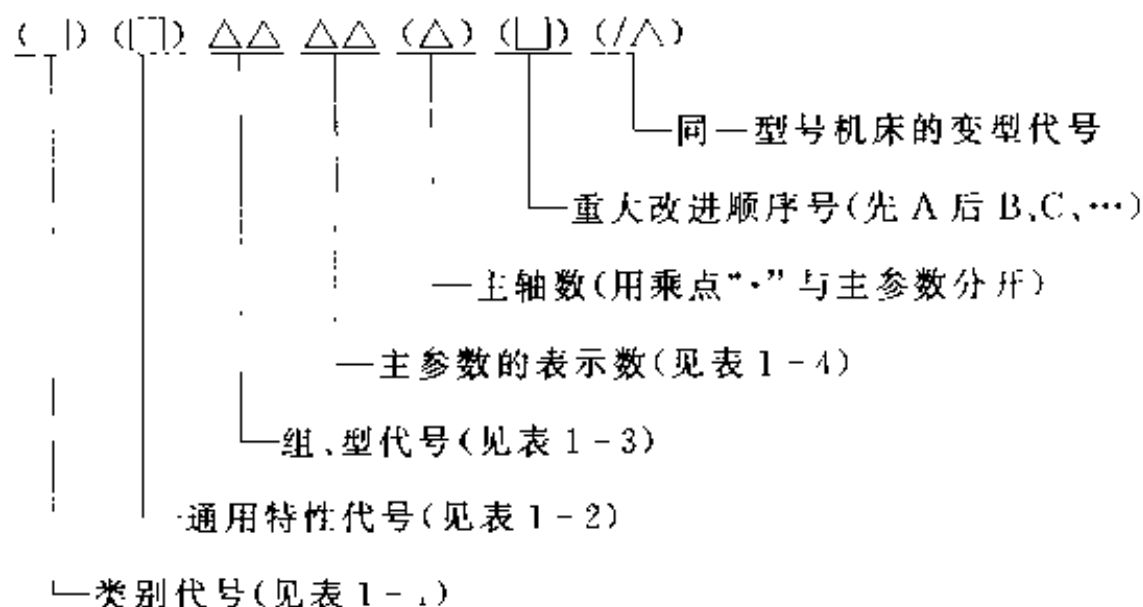 ( ) (□) △△ △△ (△) (□) (/△)
同一型号机床的变型代号
重大改进顺序号(先 A 后 B、C、…)
主轴数(用乘点“·”与主参数分开)
主参数的表示数(见表 1-4)
组、型代号(见表 1-3)
通用特性代号(见表 1-2)
类别代号(见表 1-